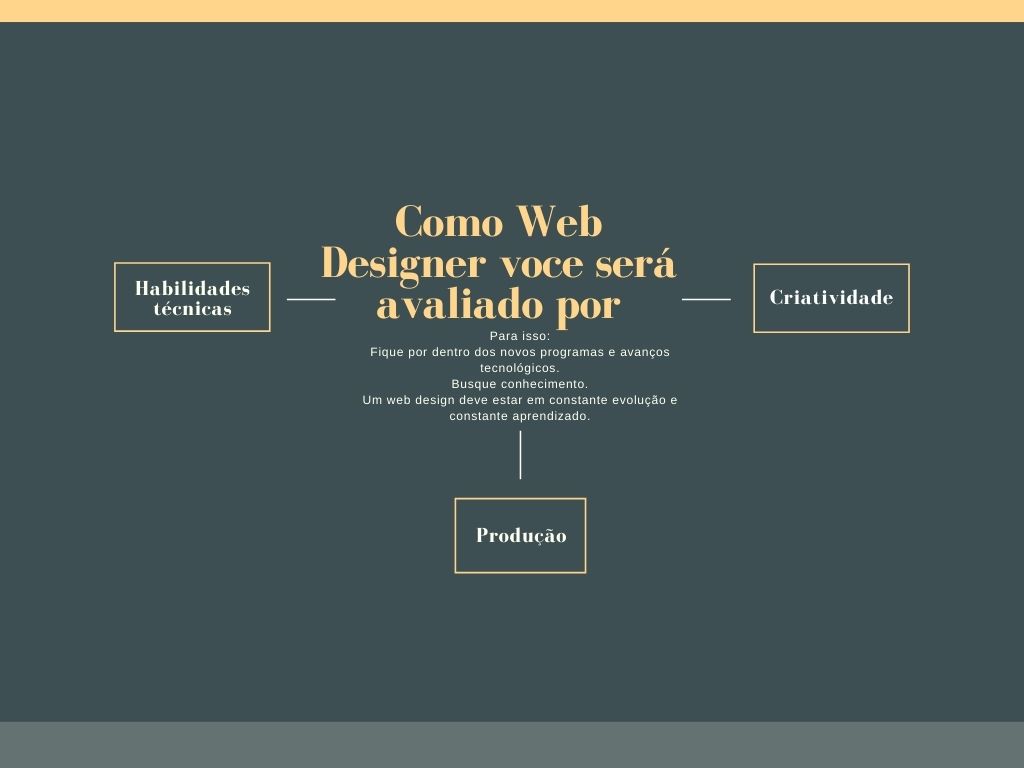 Como Web
Designer voce será
avaliado por
Habilidades
técnicas
Criatividade
Para isso:
Fique por dentro dos novos programas e avanços
tecnológicos.
Busque conhecimento.
Um web design deve estar em constante evolução e
constante aprendizado.
Produção